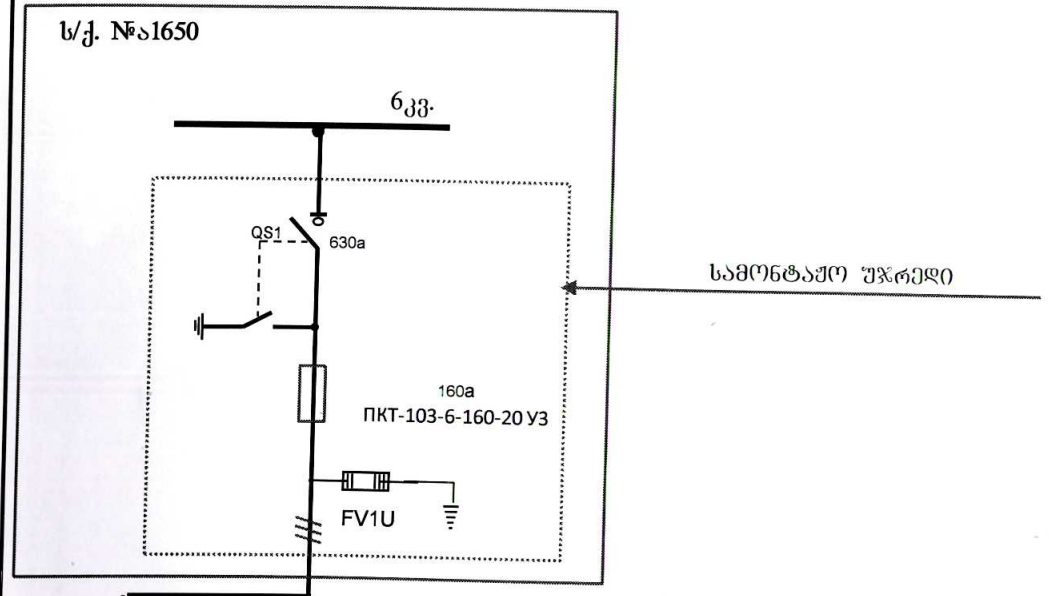 ს/ქ. №ა1650
6კვ.
QS1
630a
სამონტაჟო უჯრედი
160a
ПКТ-103-6-160-20 У3
FV1U